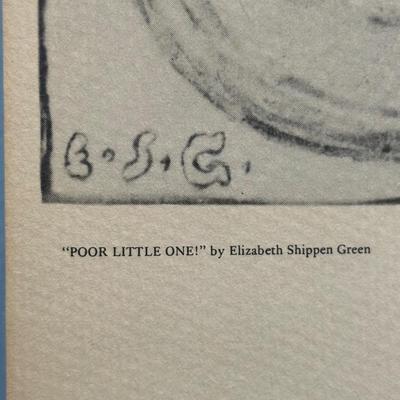 E. S. G.
"POOR LITTLE ONE!" by Elizabeth Shippen Green